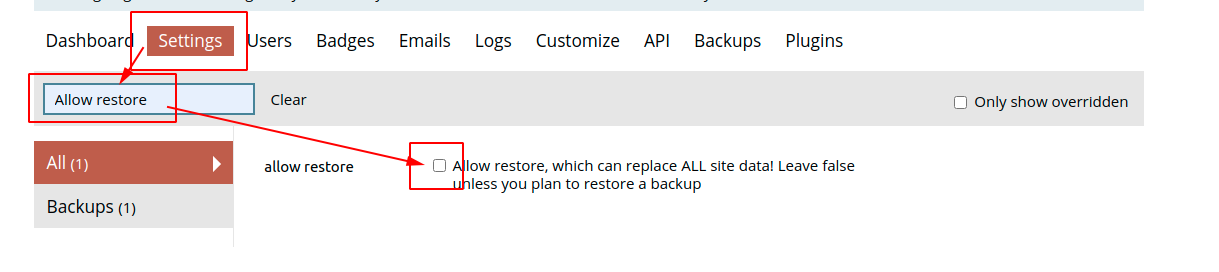 Dashboard Settings Users Badges Emails Logs Customize API Backups Plugins
Allow restore Clear Only show overridden
All (1)
allow restore Allow restore, which can replace ALL site data! Leave false
unless you plan to restore a backup
Backups (1)